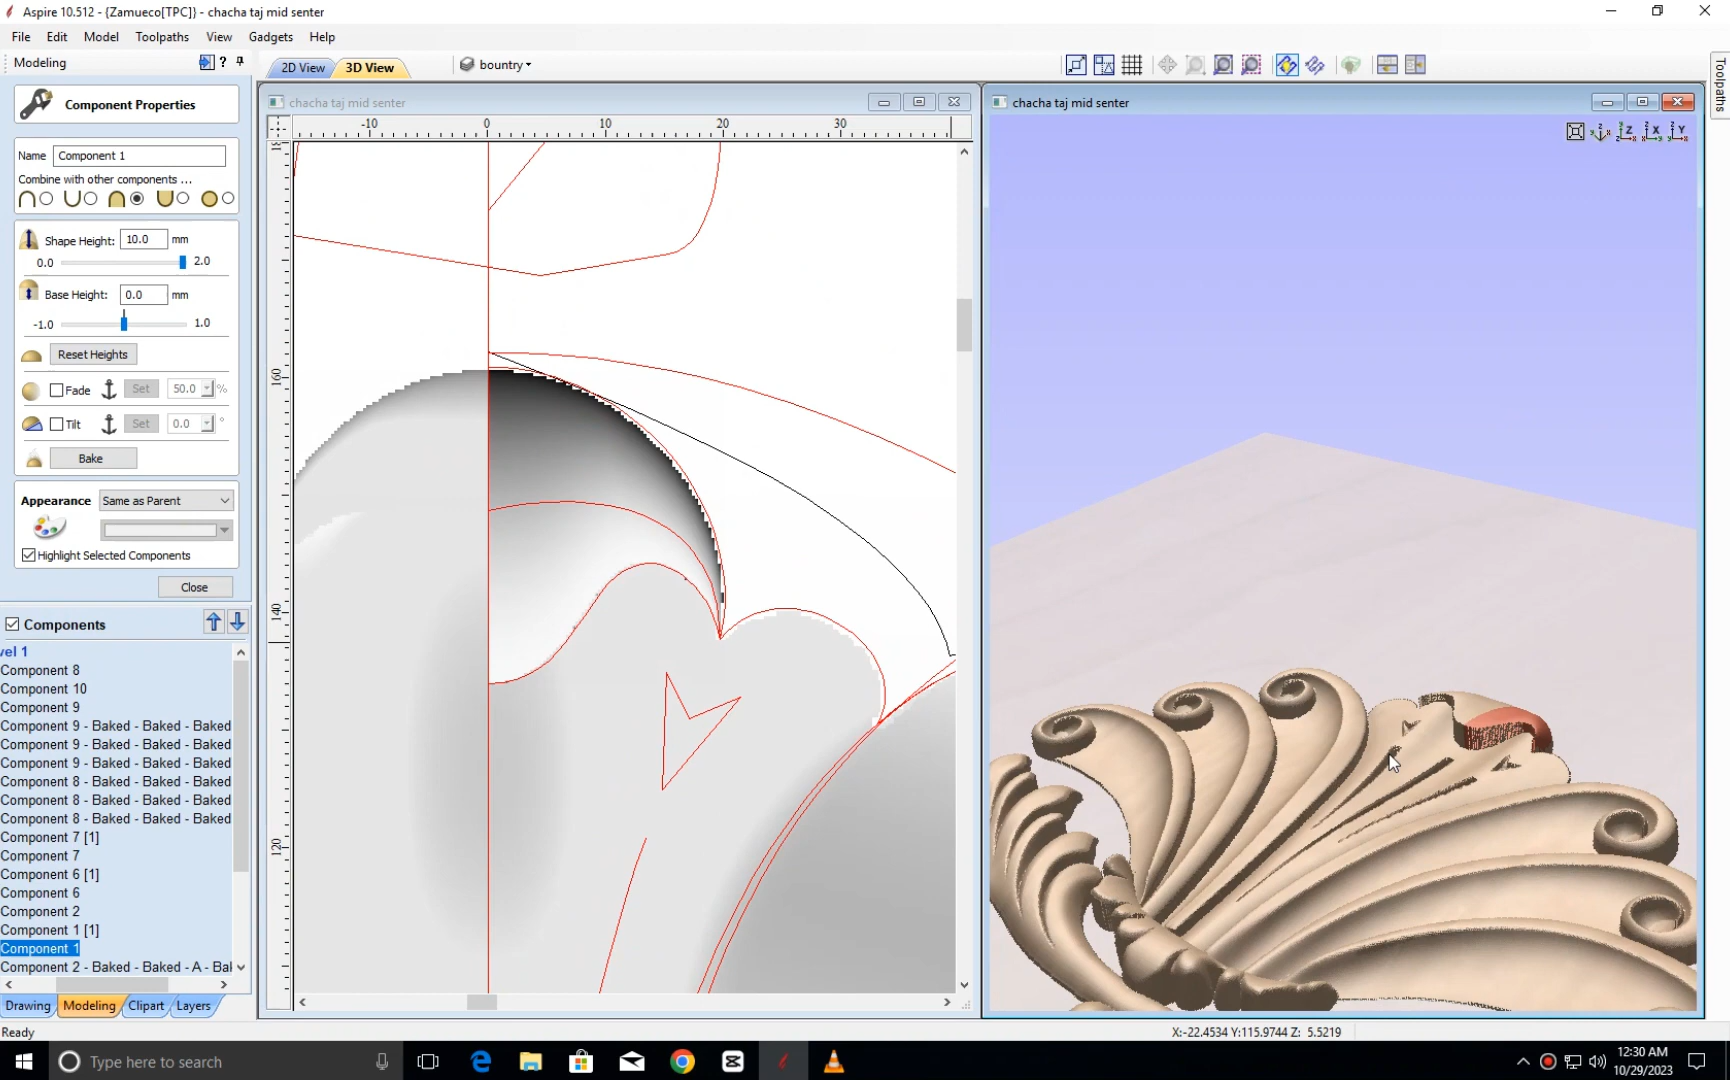 Aspire 10.512 - {Zamueco[TPC]} - chacha taj mid senter
File Edit Model Toolpaths View Gadgets Help
Modeling
2D View
3D View
bountry
Toolpaths
Component Properties
Name Component 1
Combine with other components ...
Shape Height: 10.0 mm
0.0 2.0
Base Height: 0.0 mm
-1.0 1.0
Reset Heights
Fade Set 50.0 %
Tilt Set 0.0 °
Bake
Appearance Same as Parent
Highlight Selected Components
Close
Components
vel 1
Component 8
Component 10
Component 9
Component 9 - Baked - Baked - Baked
Component 9 - Baked - Baked - Baked
Component 9 - Baked - Baked - Baked
Component 8 - Baked - Baked - Baked
Component 8 - Baked - Baked - Baked
Component 8 - Baked - Baked - Baked
Component 7 [1]
Component 7
Component 6 [1]
Component 6
Component 2
Component 1 [1]
Component 1
Component 2 - Baked - Baked - A - Bal
Drawing Modeling Clipart Layers
chacha taj mid senter
-10 0 10 20 30
160
140
120
chacha taj mid senter
Ready
X:-22.4534 Y:115.9744 Z: 5.5219
Type here to search
12:30 AM
10/29/2023